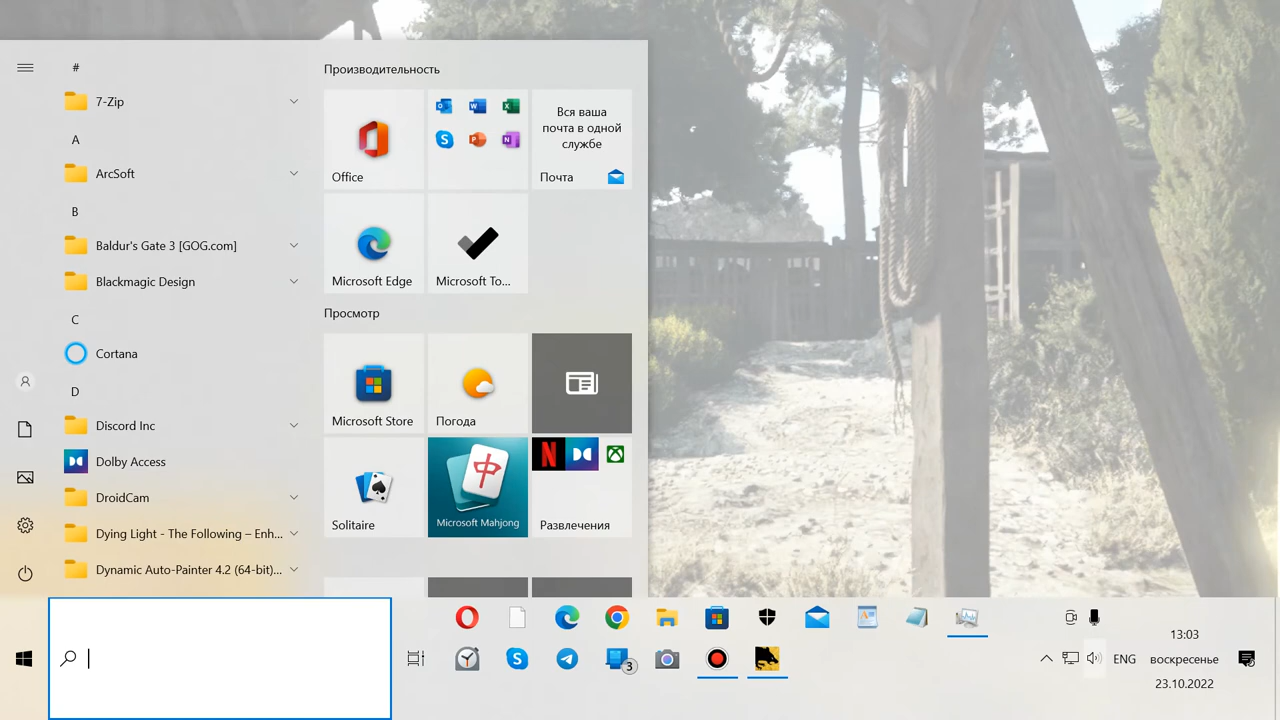 #
7-Zip
A
ArcSoft
B
Baldur's Gate 3 [GOG.com]
Blackmagic Design
C
Cortana
D
Discord Inc
Dolby Access
DroidCam
Dying Light - The Following – Enh...
Dynamic Auto-Painter 4.2 (64-bit)...
Производительность
Office
Вся ваша
почта в одной
службе
Почта
Microsoft Edge
Microsoft To...
Просмотр
Microsoft Store
Погода
Solitaire
Microsoft Mahjong
Развлечения
3
ENG
13:03
воскресенье
23.10.2022